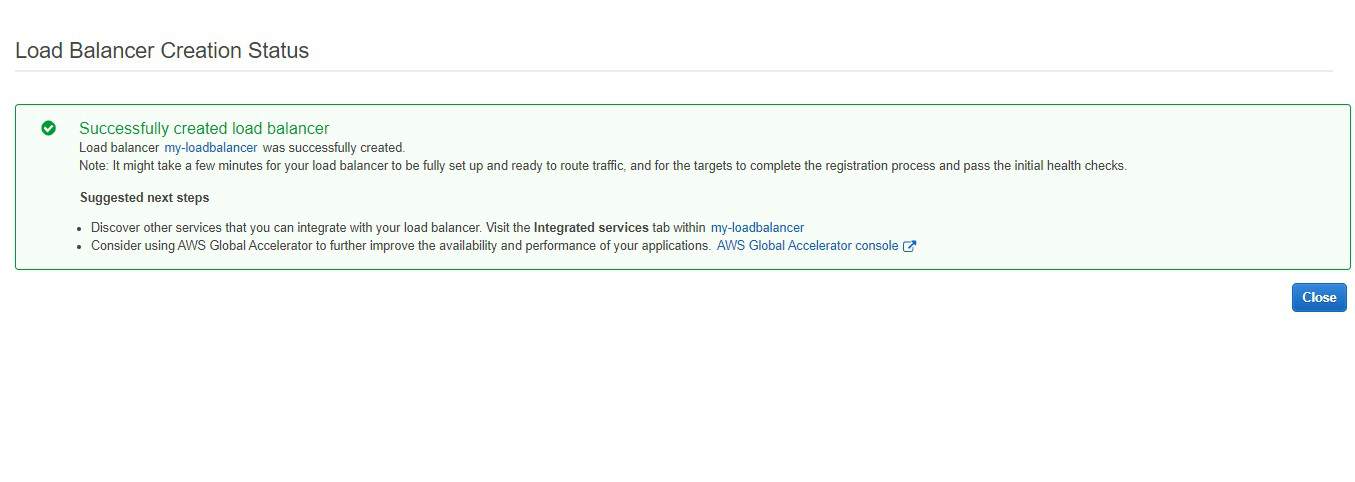 Load Balancer Creation Status
Successfully created load balancer
Load balancer my-loadbalancer was successfully created.
Note: It might take a few minutes for your load balancer to be fully set up and ready to route traffic, and for the targets to complete the registration process and pass the initial health checks.
Suggested next steps
• Discover other services that you can integrate with your load balancer. Visit the Integrated services tab within my-loadbalancer
• Consider using AWS Global Accelerator to further improve the availability and performance of your applications. AWS Global Accelerator console
Close